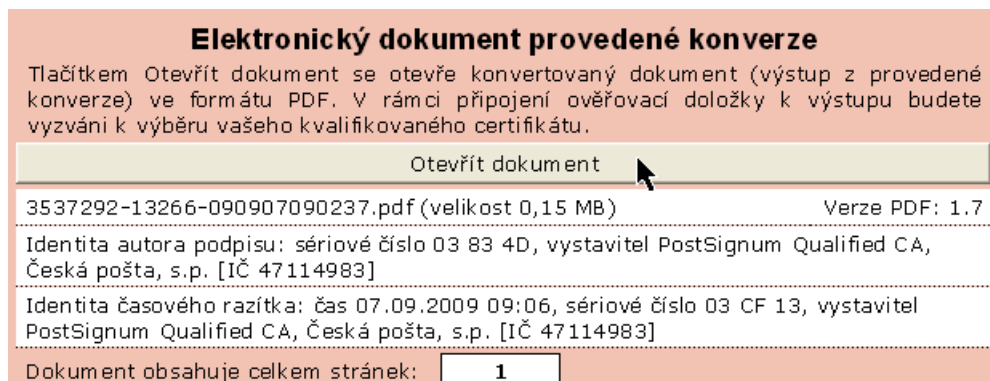 Elektronický dokument provedené konverze
Tlačítkem Otevřít dokument se otevře konvertovaný dokument (výstup z provedené
konverze) ve formátu PDF. V rámci připojení ověřovací doložky k výstupu budete
vyzváni k výběru vašeho kvalifikovaného certifikátu.
Otevřít dokument
3537292-13266-090907090237.pdf (velikost 0,15 MB) Verze PDF: 1.7
Identita autora podpisu: sériové číslo 03 83 4D, vystavitel PostSignum Qualified CA,
Česká pošta, s.p. [IČ 47114983]
Identita časového razítka: čas 07.09.2009 09:06, sériové číslo 03 CF 13, vystavitel
PostSignum Qualified CA, Česká pošta, s.p. [IČ 47114983]
Dokument obsahuje celkem stránek: 1